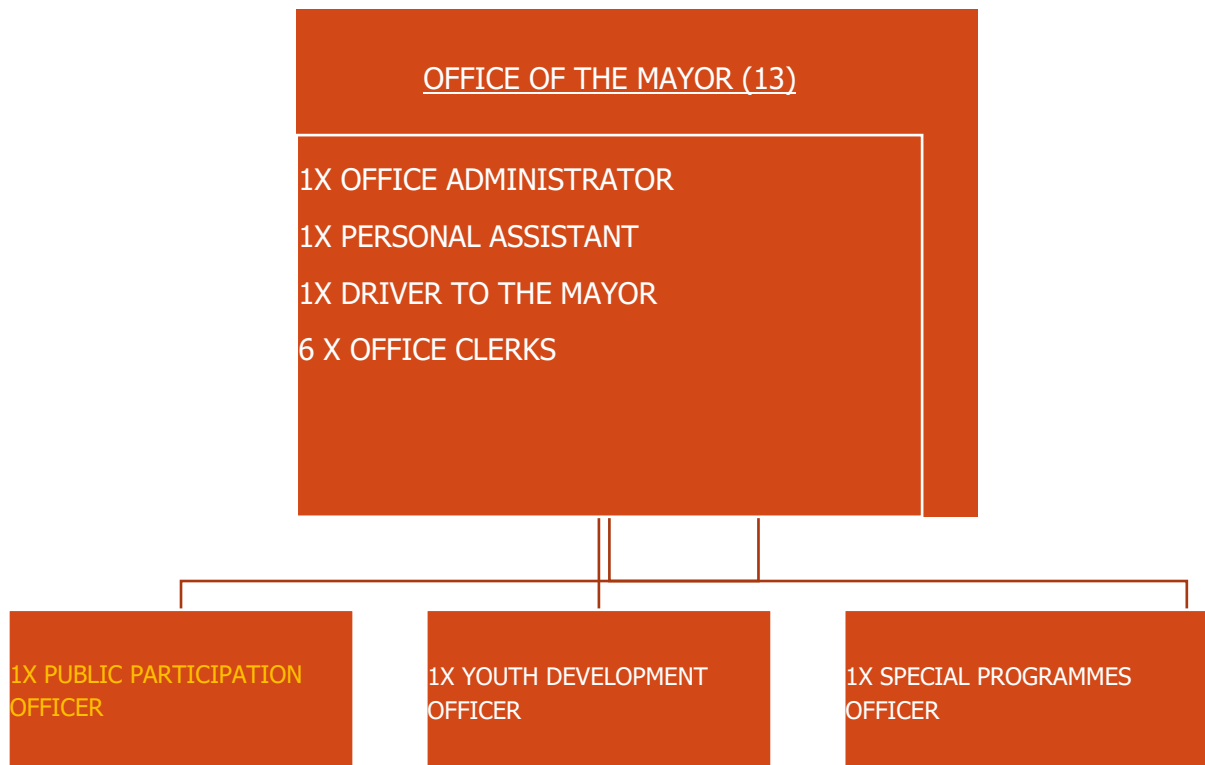 OFFICE OF THE MAYOR (13)
1X OFFICE ADMINISTRATOR
1X PERSONAL ASSISTANT
1X DRIVER TO THE MAYOR
6 X OFFICE CLERKS
1X PUBLIC PARTICIPATION
OFFICER
1X YOUTH DEVELOPMENT
OFFICER
1X SPECIAL PROGRAMMES
OFFICER